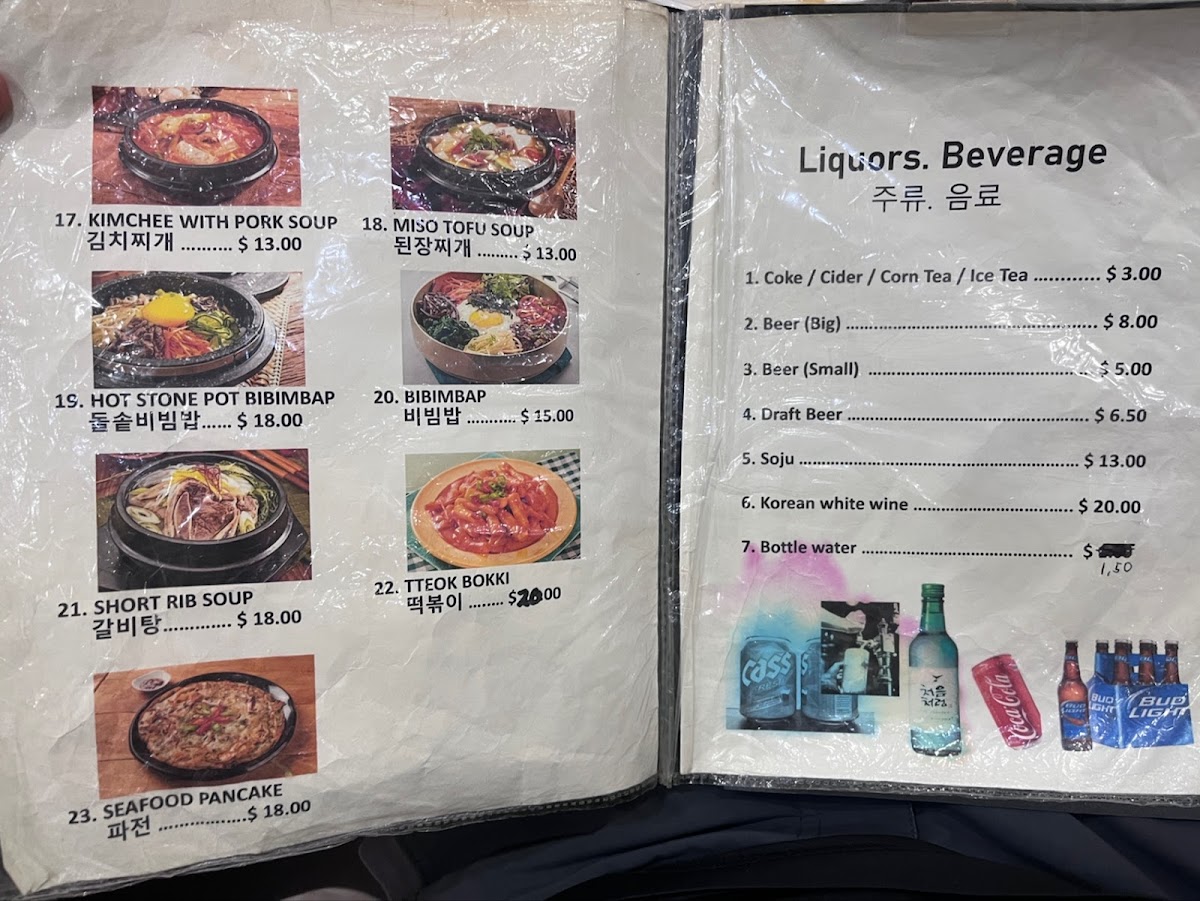 17. KIMCHEE WITH PORK SOUP
김치찌개 .......... $ 13.00
18. MISO TOFU SOUP
된장찌개 ......... $ 13.00
19. HOT STONE POT BIBIMBAP
돌솥비빔밥...... $ 18.00
20. BIBIMBAP
비빔밥 ........... $ 15.00
21. SHORT RIB SOUP
갈비탕............. $ 18.00
22. TTEOK BOKKI
떡볶이 ........ $20.00
23. SEAFOOD PANCAKE
파전 .................$ 18.00
Liquors. Beverage
주류. 음료
1. Coke / Cider / Corn Tea / Ice Tea ............ $ 3.00
2. Beer (Big) ............................................. $ 8.00
3. Beer (Small) ........................................ $ 5.00
4. Draft Beer ........................................... $ 6.50
5. Soju .................................................. $ 13.00
6. Korean white wine ............................ $ 20.00
7. Bottle water ..................................... $
1,50
cass
처음
처럼
Coca-Cola
BUD LIGHT
BUD LIGHT